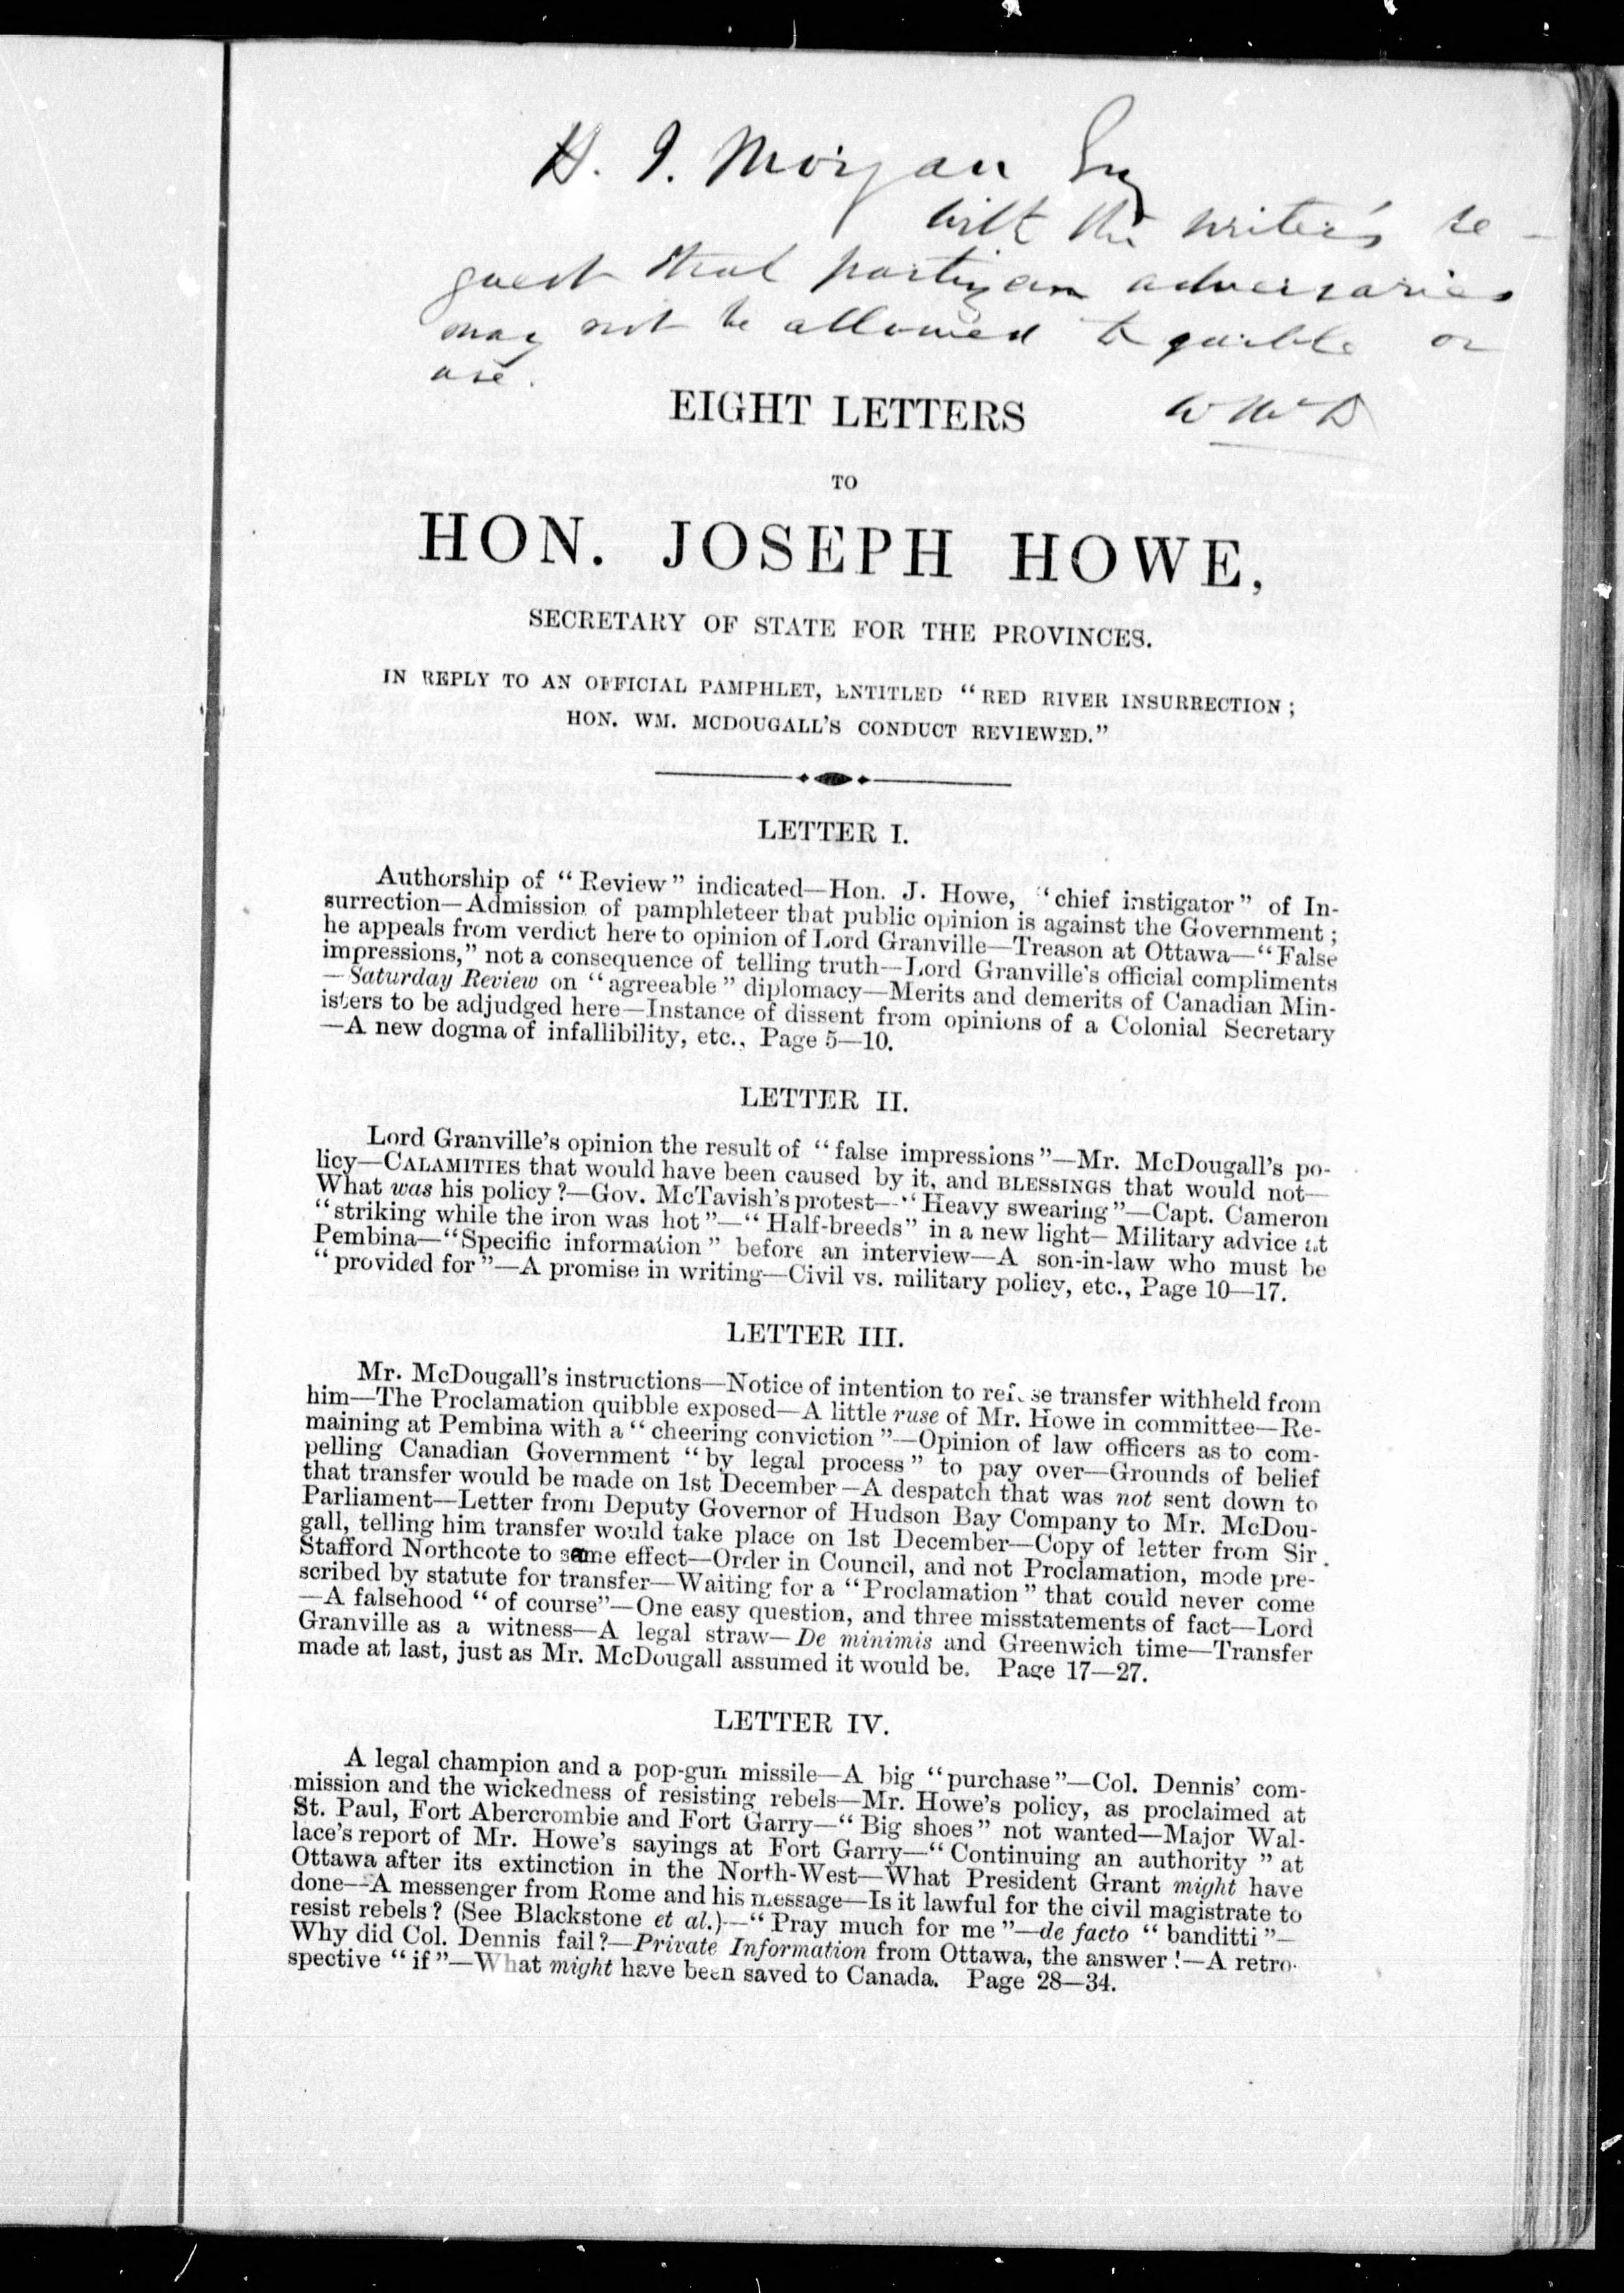 H. J. Morgan Esq
with the writer's re-
quest that partizan adversaries
may not be allowed to garble or
use.
W McD
EIGHT LETTERS
TO
HON. JOSEPH HOWE,
SECRETARY OF STATE FOR THE PROVINCES.
IN REPLY TO AN OFFICIAL PAMPHLET, ENTITLED “RED RIVER INSURRECTION;
HON. WM. MCDOUGALL’S CONDUCT REVIEWED.”
LETTER I.
Authorship of “Review” indicated—Hon. J. Howe, “chief instigator” of In-
surrection—Admission of pamphleteer that public opinion is against the Government;
he appeals from verdict here to opinion of Lord Granville—Treason at Ottawa—“False
impressions,” not a consequence of telling truth—Lord Granville’s official compliments
—Saturday Review on “agreeable” diplomacy—Merits and demerits of Canadian Min-
isters to be adjudged here—Instance of dissent from opinions of a Colonial Secretary
—A new dogma of infallibility, etc., Page 5—10.
LETTER II.
Lord Granville’s opinion the result of “false impressions”—Mr. McDougall’s po-
licy—CALAMITIES that would have been caused by it, and BLESSINGS that would not—
What was his policy?—Gov. McTavish’s protest—“Heavy swearing”—Capt. Cameron
“striking while the iron was hot”—“Half-breeds” in a new light—Military advice at
Pembina—“Specific information” before an interview—A son-in-law who must be
“provided for”—A promise in writing—Civil vs. military policy, etc., Page 10—17.
LETTER III.
Mr. McDougall’s instructions—Notice of intention to refuse transfer withheld from
him—The Proclamation quibble exposed—A little ruse of Mr. Howe in committee—Re-
maining at Pembina with a “cheering conviction”—Opinion of law officers as to com-
pelling Canadian Government “by legal process” to pay over—Grounds of belief
that transfer would be made on 1st December—A despatch that was not sent down to
Parliament—Letter from Deputy Governor of Hudson Bay Company to Mr. McDou-
gall, telling him transfer would take place on 1st December—Copy of letter from Sir
Stafford Northcote to same effect—Order in Council, and not Proclamation, mode pre-
scribed by statute for transfer—Waiting for a “Proclamation” that could never come
—A falsehood “of course”—One easy question, and three misstatements of fact—Lord
Granville as a witness—A legal straw—De minimis and Greenwich time—Transfer
made at last, just as Mr. McDougall assumed it would be. Page 17—27.
LETTER IV.
A legal champion and a pop-gun missile—A big “purchase”—Col. Dennis’ com-
mission and the wickedness of resisting rebels—Mr. Howe’s policy, as proclaimed at
St. Paul, Fort Abercrombie and Fort Garry—“Big shoes” not wanted—Major Wal-
lace’s report of Mr. Howe’s sayings at Fort Garry—“Continuing an authority” at
Ottawa after its extinction in the North-West—What President Grant might have
done—A messenger from Rome and his message—Is it lawful for the civil magistrate to
resist rebels? (See Blackstone et al.)—“Pray much for me”—de facto “banditti”—
Why did Col. Dennis fail?—Private Information from Ottawa, the answer!—A retro-
spective “if”—What might have been saved to Canada. Page 28—34.